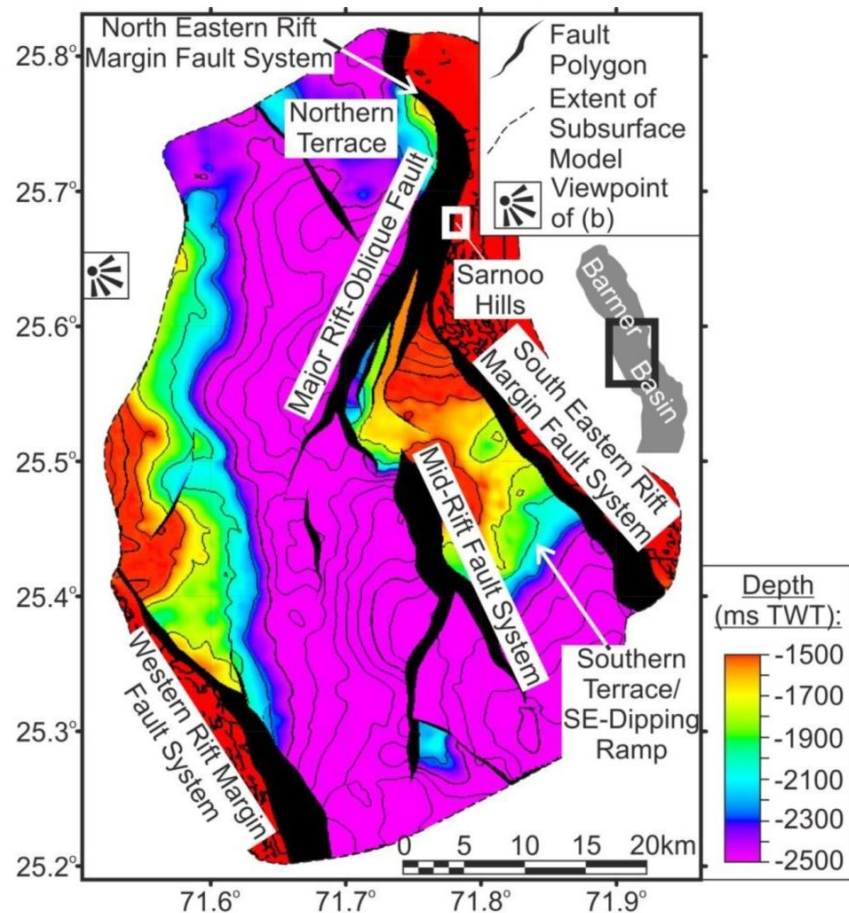 North Eastern Rift
Margin Fault System
Northern
Terrace
Major Rift-Oblique Fault
Sarnoo
Hills
South Eastern Rift
Margin Fault System
Mid-Rift Fault System
Southern
Terrace/
SE-Dipping
Ramp
Western Rift Margin
Fault System
Fault
Polygon
Extent of
Subsurface
Model
Viewpoint
of (b)
Barmer
Basin
Depth
(ms TWT):
-1500
-1700
-1900
-2100
-2300
-2500
0 5 10 15 20km
25.8°
25.7°
25.6°
25.5°
25.4°
25.3°
25.2°
71.6° 71.7° 71.8° 71.9°